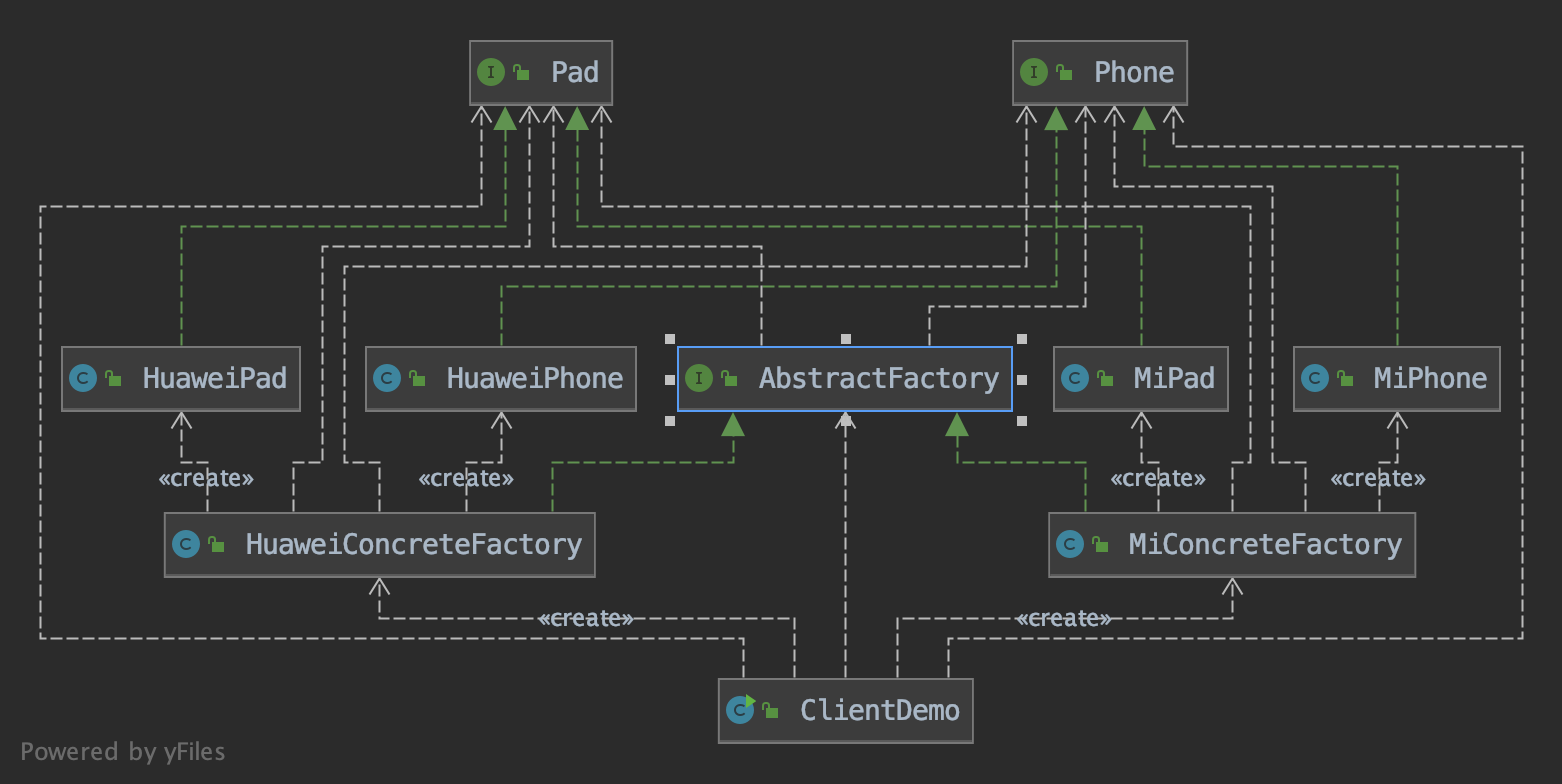 I Pad
I Phone
C HuaweiPad
C HuaweiPhone
I AbstractFactory
C MiPad
C MiPhone
«create»
«create»
«create»
«create»
C HuaweiConcreteFactory
C MiConcreteFactory
«create»
«create»
C ClientDemo
Powered by yFiles